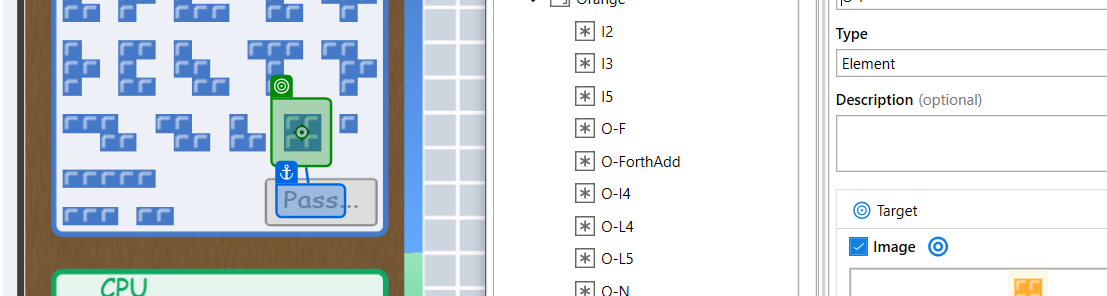 Orange
I2
I3
I5
O-F
O-ForthAdd
O-I4
O-L4
O-L5
O-N
Type
Element
Description (optional)
Target
Image
Pass...
CPU